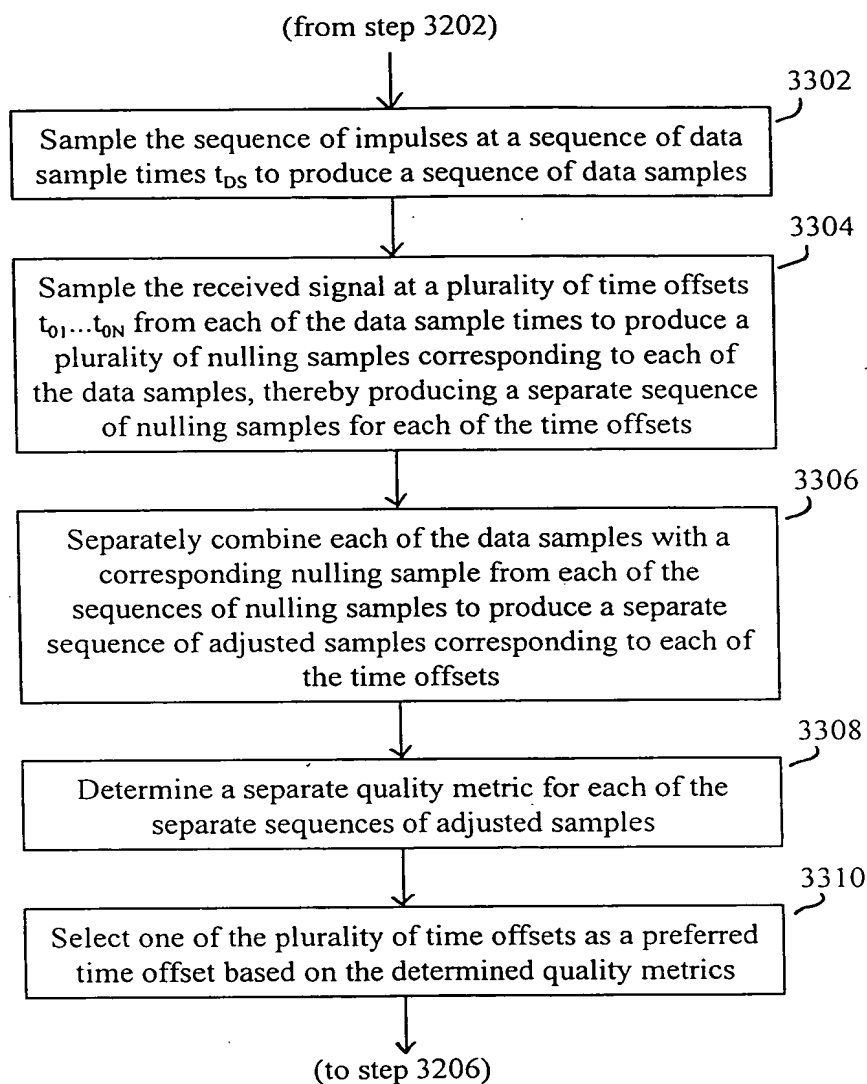 (from step 3202)
3302
Sample the sequence of impulses at a sequence of data
sample times tDS to produce a sequence of data samples
3304
Sample the received signal at a plurality of time offsets
t01...t0N from each of the data sample times to produce a
plurality of nulling samples corresponding to each of
the data samples, thereby producing a separate sequence
of nulling samples for each of the time offsets
3306
Separately combine each of the data samples with a
corresponding nulling sample from each of the
sequences of nulling samples to produce a separate
sequence of adjusted samples corresponding to each of
the time offsets
3308
Determine a separate quality metric for each of the
separate sequences of adjusted samples
3310
Select one of the plurality of time offsets as a preferred
time offset based on the determined quality metrics
(to step 3206)